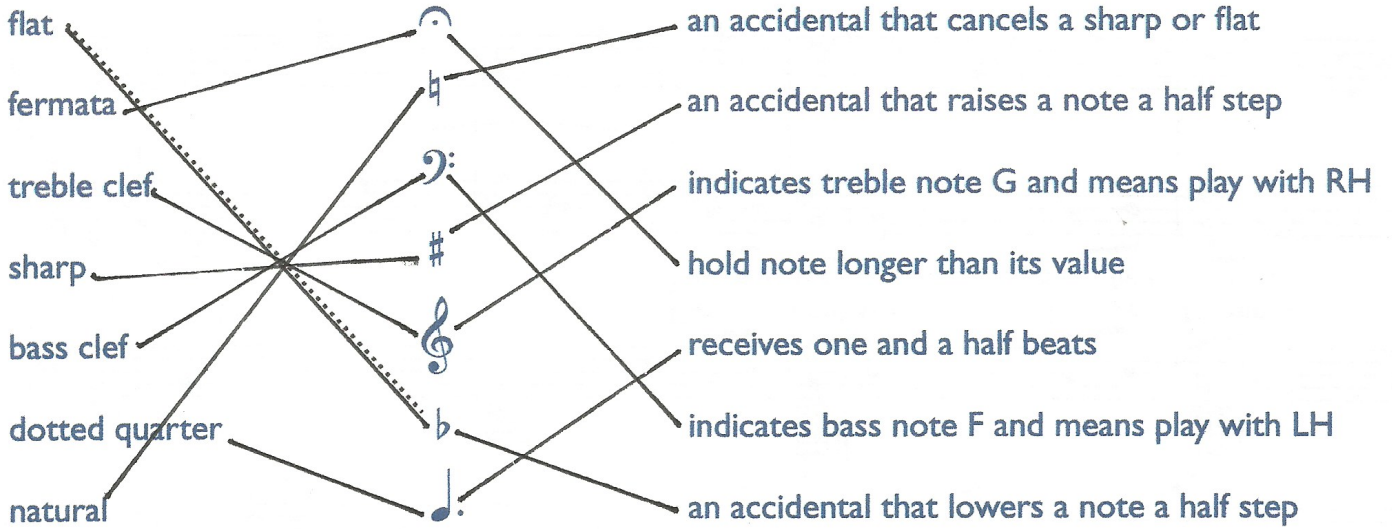 flat
an accidental that cancels a sharp or flat
fermata
an accidental that raises a note a half step
treble clef
indicates treble note G and means play with RH
sharp
hold note longer than its value
bass clef
receives one and a half beats
dotted quarter
indicates bass note F and means play with LH
natural
an accidental that lowers a note a half step